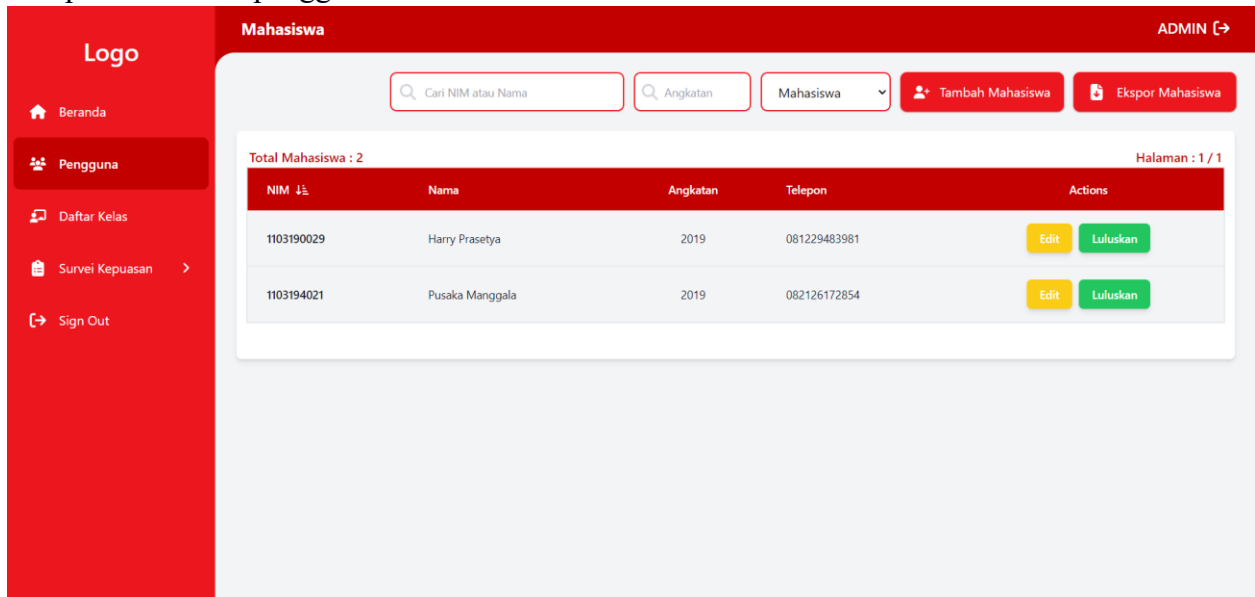 Logo
Beranda
Pengguna
Daftar Kelas
Survei Kepuasan
Sign Out
Mahasiswa
ADMIN
Cari NIM atau Nama
Angkatan
Mahasiswa
Tambah Mahasiswa
Ekspor Mahasiswa
Total Mahasiswa : 2
Halaman : 1 / 1
NIM Nama Angkatan Telepon Actions
1103190029 Harry Prasetya 2019 081229483981 Edit Luluskan
1103194021 Pusaka Manggala 2019 082126172854 Edit Luluskan